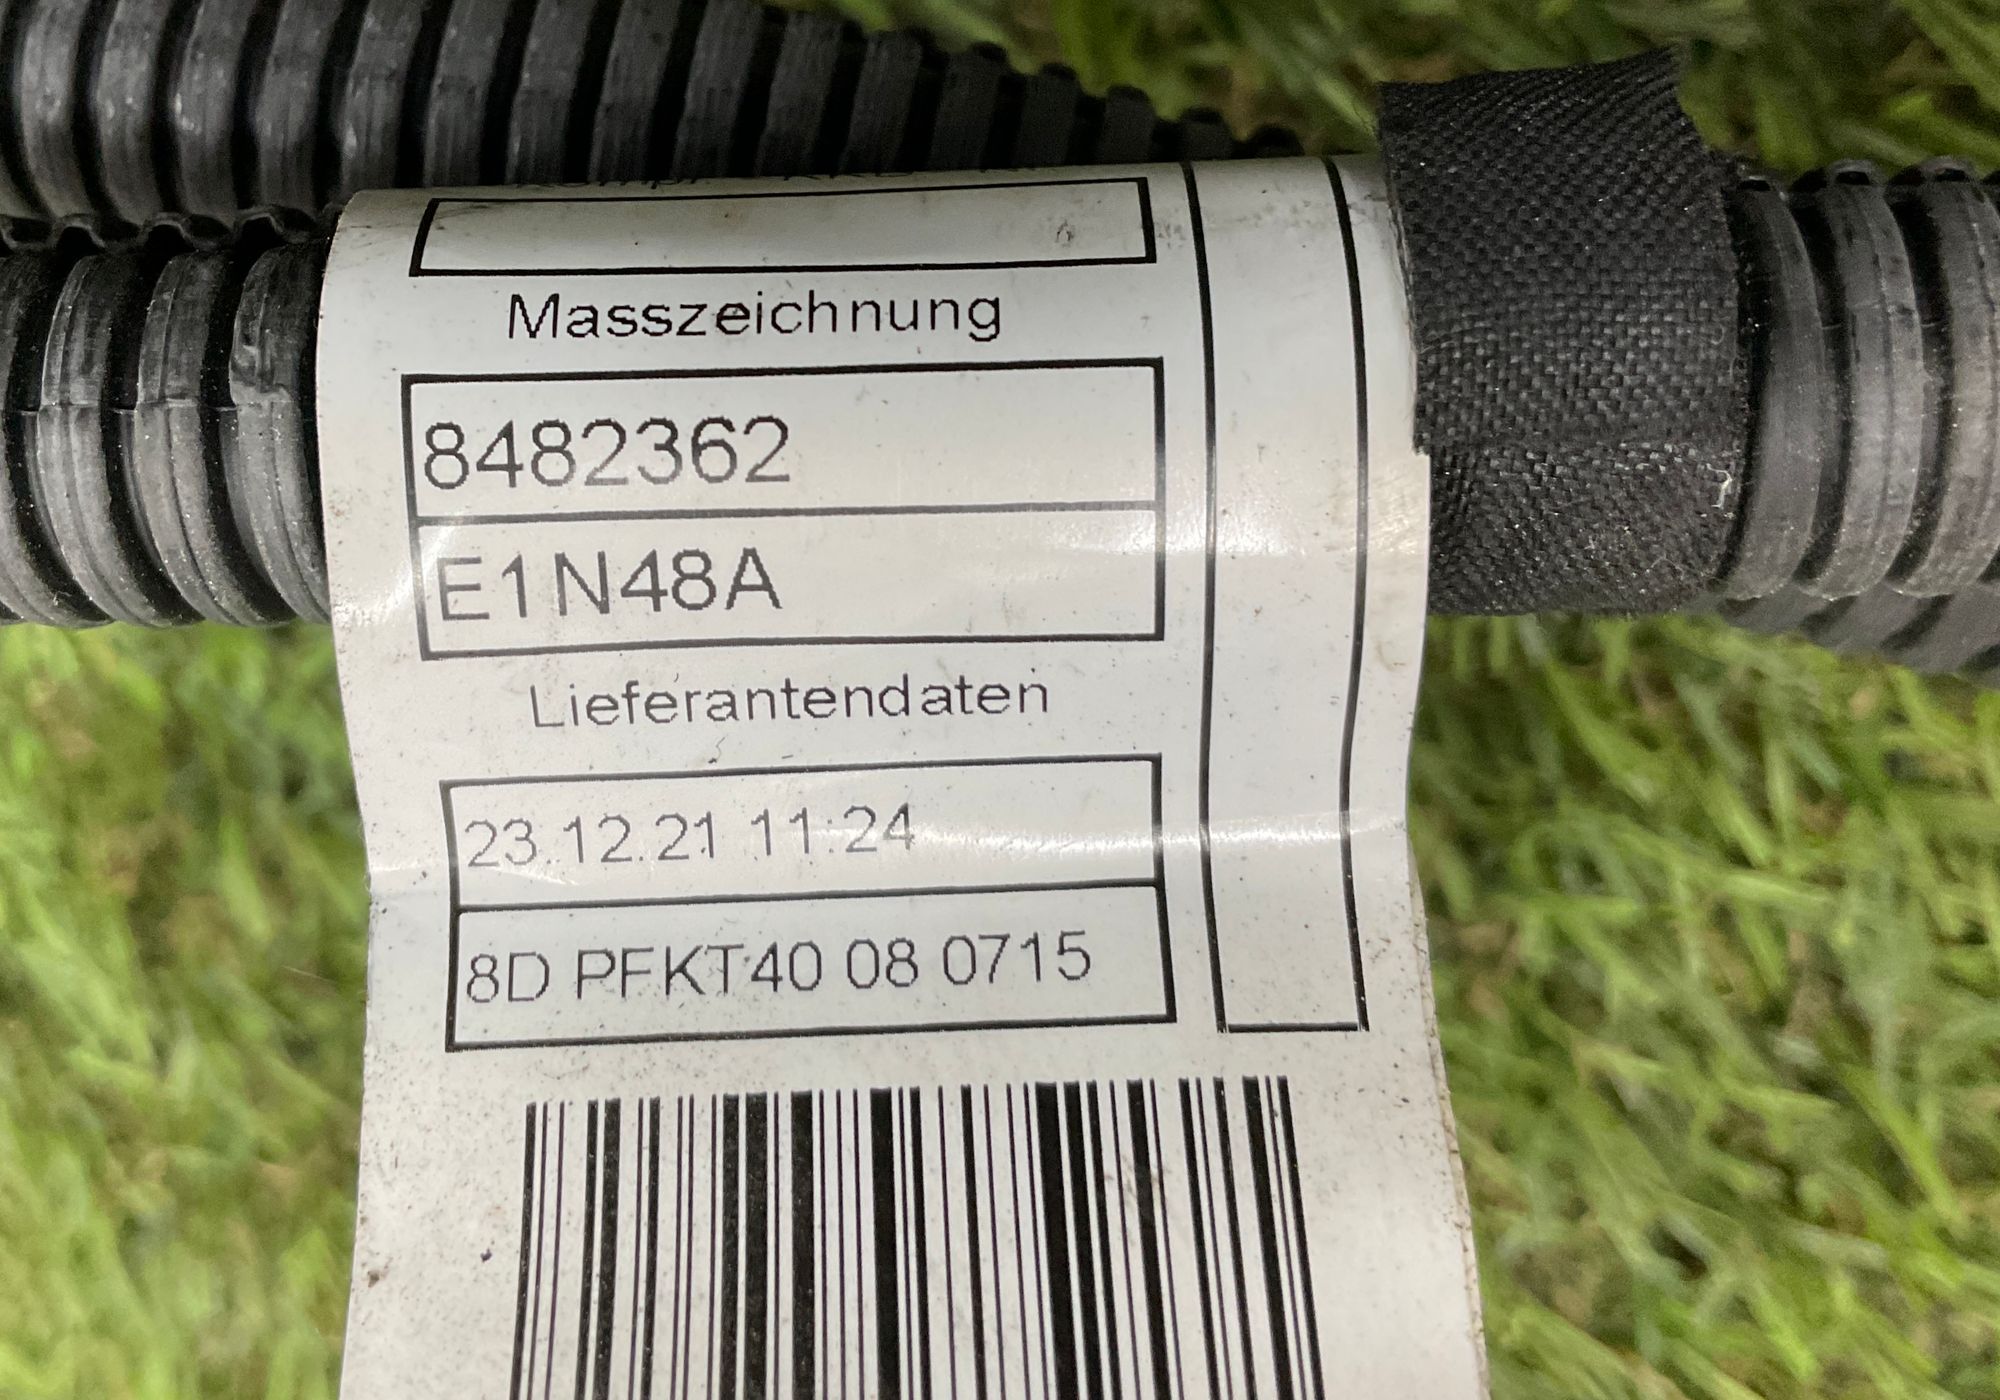 Masszeichnung
8482362
E1N48A
Lieferantendaten
23.12.21 11:24
8D PFKT40 08 0715